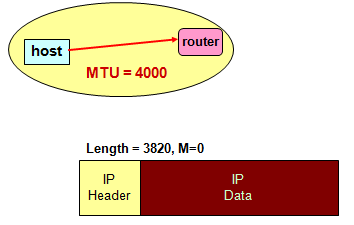 host
router
MTU = 4000
Length = 3820, M=0
IP
Header
IP
Data